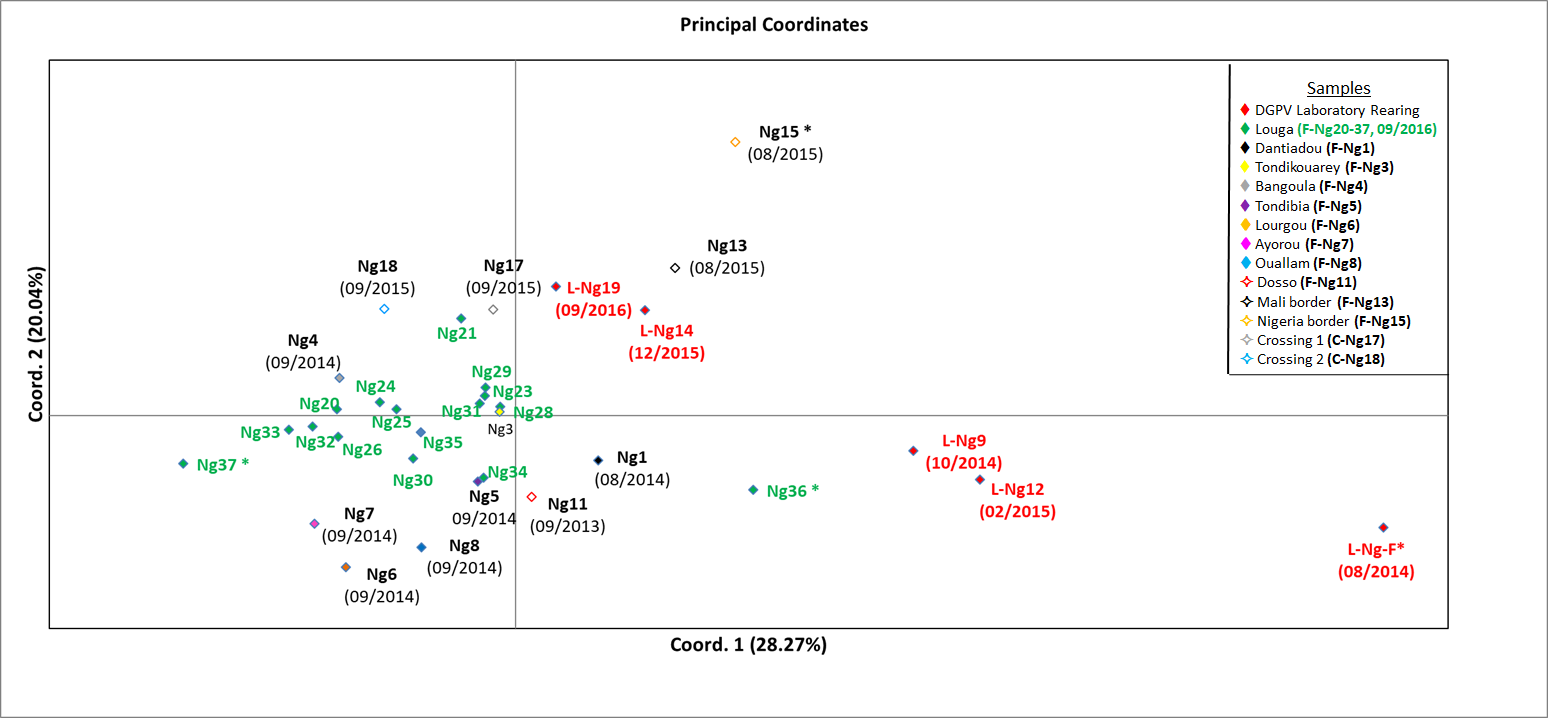 Principal Coordinates
Samples
DGPV Laboratory Rearing
Louga (F-Ng20-37, 09/2016)
Dantiadou (F-Ng1)
Tondikouarey (F-Ng3)
Bangoula (F-Ng4)
Tondibia (F-Ng5)
Lourgou (F-Ng6)
Ayorou (F-Ng7)
Ouallam (F-Ng8)
Dosso (F-Ng11)
Mali border (F-Ng13)
Nigeria border (F-Ng15)
Crossing 1 (C-Ng17)
Crossing 2 (C-Ng18)
Ng15 *
(08/2015)
Ng13
(08/2015)
Ng18
(09/2015)
Ng17
(09/2015)
L-Ng19
(09/2016)
L-Ng14
(12/2015)
Ng21
Ng4
(09/2014)
Ng29
Ng24
Ng23
Ng20
Ng31
Ng28
Ng25
Ng3
Ng33
Ng32
Ng35
Ng26
Ng37 *
Ng30
Ng34
Ng1
(08/2014)
Ng36 *
L-Ng9
(10/2014)
L-Ng12
(02/2015)
Ng5
09/2014
Ng11
(09/2013)
Ng7
(09/2014)
Ng8
(09/2014)
Ng6
(09/2014)
L-Ng-F*
(08/2014)
Coord. 2 (20.04%)
Coord. 1 (28.27%)